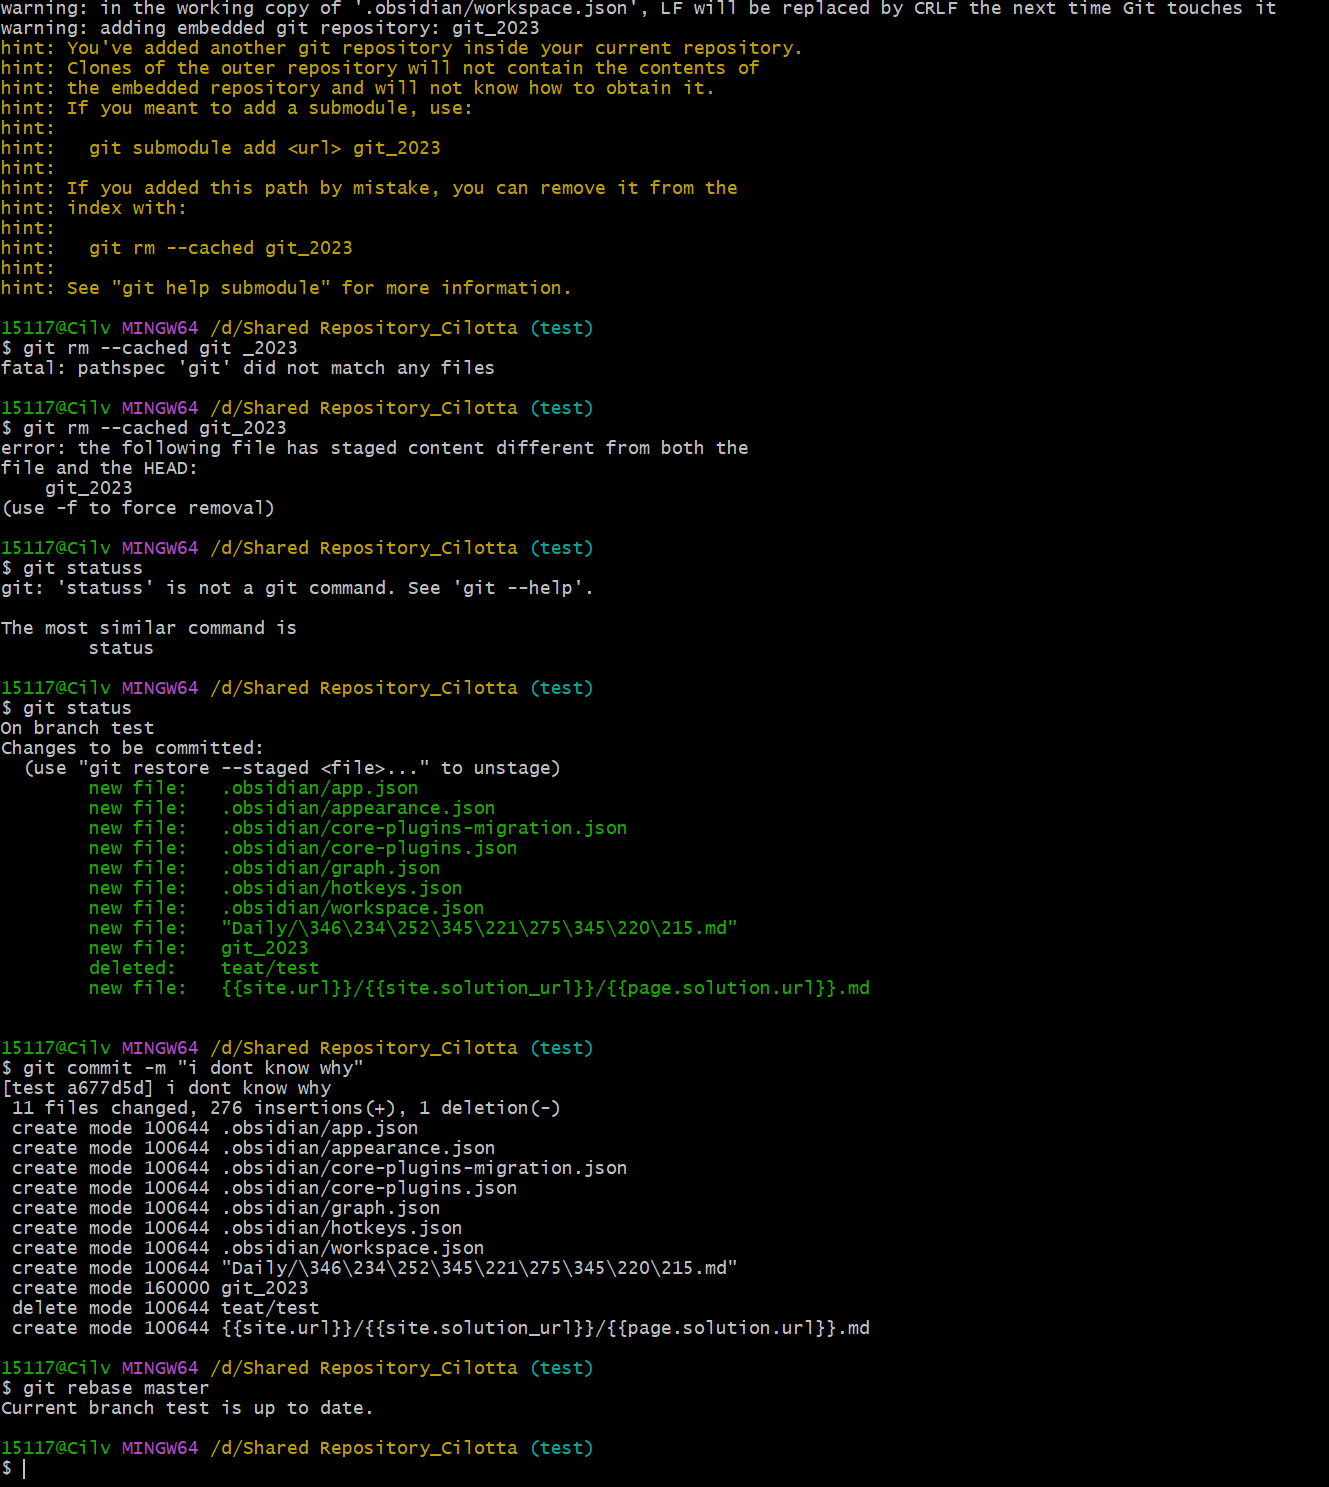 warning: in the working copy of '.obsidian/workspace.json', LF will be replaced by CRLF the next time Git touches it
warning: adding embedded git repository: git_2023
hint: You've added another git repository inside your current repository.
hint: Clones of the outer repository will not contain the contents of
hint: the embedded repository and will not know how to obtain it.
hint: If you meant to add a submodule, use:
hint:
hint:   git submodule add <url> git_2023
hint:
hint: If you added this path by mistake, you can remove it from the
hint: index with:
hint:
hint:   git rm --cached git_2023
hint:
hint: See "git help submodule" for more information.
15117@Cilv MINGW64 /d/Shared Repository_Cilotta (test)
$ git rm --cached git _2023
fatal: pathspec 'git' did not match any files
15117@Cilv MINGW64 /d/Shared Repository_Cilotta (test)
$ git rm --cached git_2023
error: the following file has staged content different from both the
file and the HEAD:
    git_2023
(use -f to force removal)
15117@Cilv MINGW64 /d/Shared Repository_Cilotta (test)
$ git statuss
git: 'statuss' is not a git command. See 'git --help'.
The most similar command is
        status
15117@Cilv MINGW64 /d/Shared Repository_Cilotta (test)
$ git status
On branch test
Changes to be committed:
  (use "git restore --staged <file>..." to unstage)
        new file:   .obsidian/app.json
        new file:   .obsidian/appearance.json
        new file:   .obsidian/core-plugins-migration.json
        new file:   .obsidian/core-plugins.json
        new file:   .obsidian/graph.json
        new file:   .obsidian/hotkeys.json
        new file:   .obsidian/workspace.json
        new file:   "Daily/\346\234\252\345\221\275\345\220\215.md"
        new file:   git_2023
        deleted:    teat/test
        new file:   {{site.url}}/{{site.solution_url}}/{{page.solution.url}}.md
15117@Cilv MINGW64 /d/Shared Repository_Cilotta (test)
$ git commit -m "i dont know why"
[test a677d5d] i dont know why
 11 files changed, 276 insertions(+), 1 deletion(-)
 create mode 100644 .obsidian/app.json
 create mode 100644 .obsidian/appearance.json
 create mode 100644 .obsidian/core-plugins-migration.json
 create mode 100644 .obsidian/core-plugins.json
 create mode 100644 .obsidian/graph.json
 create mode 100644 .obsidian/hotkeys.json
 create mode 100644 .obsidian/workspace.json
 create mode 100644 "Daily/\346\234\252\345\221\275\345\220\215.md"
 create mode 160000 git_2023
 delete mode 100644 teat/test
 create mode 100644 {{site.url}}/{{site.solution_url}}/{{page.solution.url}}.md
15117@Cilv MINGW64 /d/Shared Repository_Cilotta (test)
$ git rebase master
Current branch test is up to date.
15117@Cilv MINGW64 /d/Shared Repository_Cilotta (test)
$